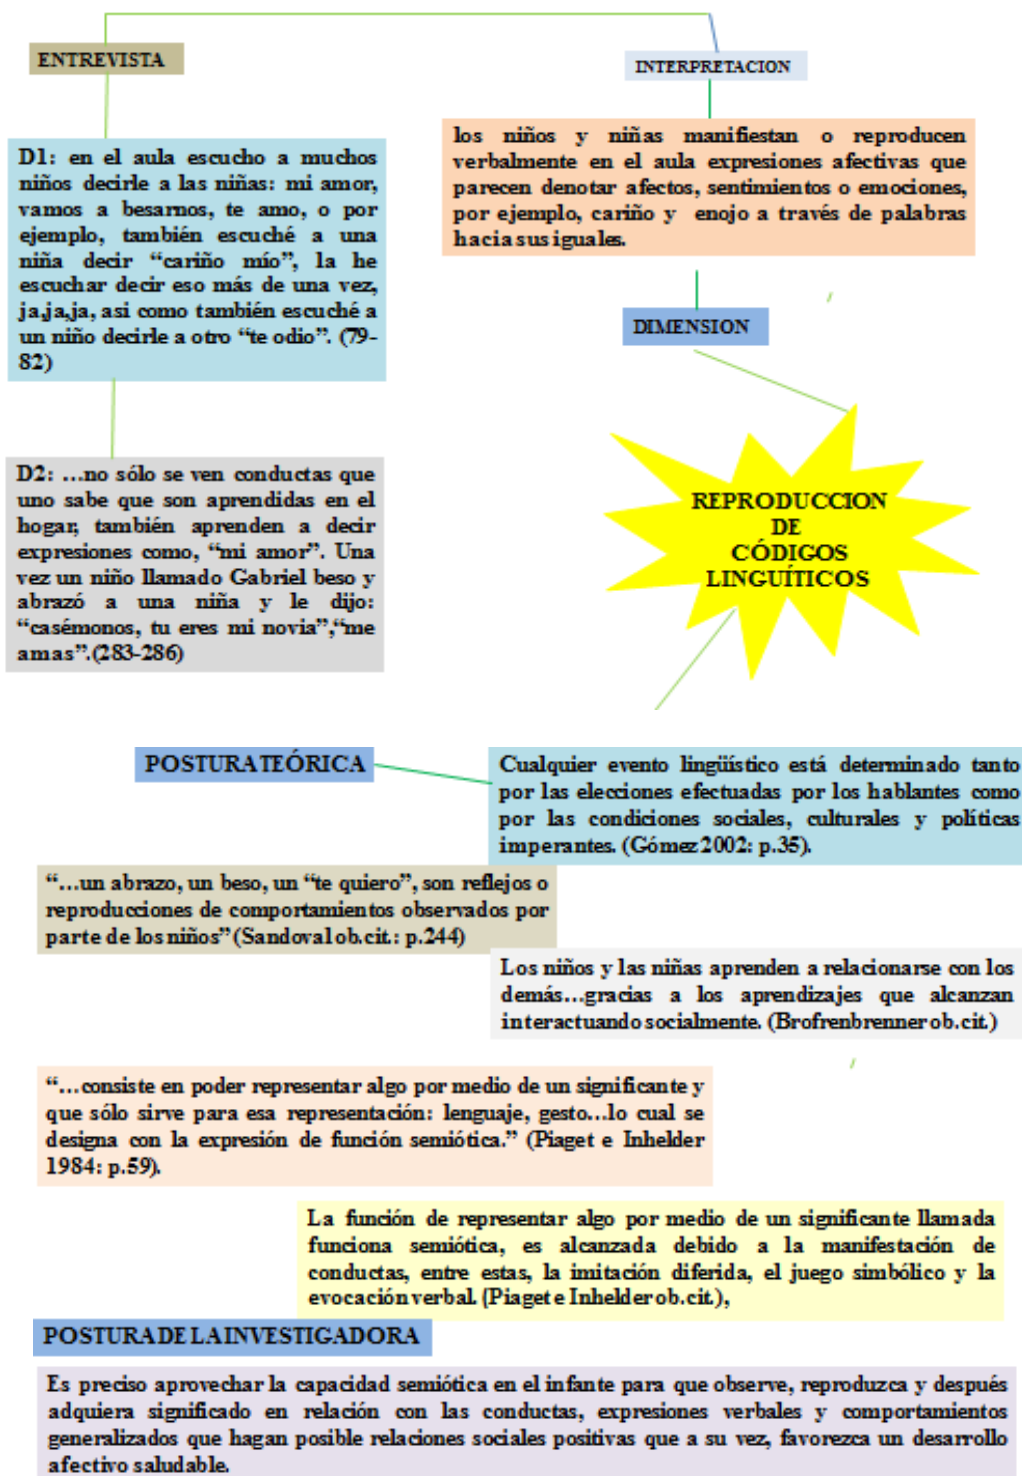 ENTREVISTA
INTERPRETACION
D1: en el aula escucho a muchos
niños decirle a las niñas: mi amor,
vamos a besarnos, te amo, o por
ejemplo, también escuché a una
niña decir “cariño mío”, la he
escuchar decir eso más de una vez,
ja,ja,ja, asi como también escuché a
un niño decirle a otro “te odio”. (79-
82)
los niños y niñas manifiestan o reproducen
verbalmente en el aula expresiones afectivas que
parecen denotar afectos, sentimientos o emociones,
por ejemplo, cariño y enojo a través de palabras
hacia sus iguales.
DIMENSION
D2: …no sólo se ven conductas que
uno sabe que son aprendidas en el
hogar, también aprenden a decir
expresiones como, “mi amor”. Una
vez un niño llamado Gabriel beso y
abrazó a una niña y le dijo:
“casémonos, tu eres mi novia”,“me
amas”.(283-286)
REPRODUCCION
DE
CÓDIGOS
LINGUÍTICOS
POSTURA TEÓRICA
Cualquier evento lingüístico está determinado tanto
por las elecciones efectuadas por los hablantes como
por las condiciones sociales, culturales y políticas
imperantes. (Gómez 2002: p.35).
“…un abrazo, un beso, un “te quiero”, son reflejos o
reproducciones de comportamientos observados por
parte de los niños” (Sandoval ob.cit.: p.244)
Los niños y las niñas aprenden a relacionarse con los
demás…gracias a los aprendizajes que alcanzan
interactuando socialmente. (Brofrenbrenner ob.cit.)
“…consiste en poder representar algo por medio de un significante y
que sólo sirve para esa representación: lenguaje, gesto…lo cual se
designa con la expresión de función semiótica.” (Piaget e Inhelder
1984: p.59).
La función de representar algo por medio de un significante llamada
funciona semiótica, es alcanzada debido a la manifestación de
conductas, entre estas, la imitación diferida, el juego simbólico y la
evocación verbal. (Piaget e Inhelder ob.cit.),
POSTURA DE LA INVESTIGADORA
Es preciso aprovechar la capacidad semiótica en el infante para que observe, reproduzca y después
adquiera significado en relación con las conductas, expresiones verbales y comportamientos
generalizados que hagan posible relaciones sociales positivas que a su vez, favorezca un desarrollo
afectivo saludable.